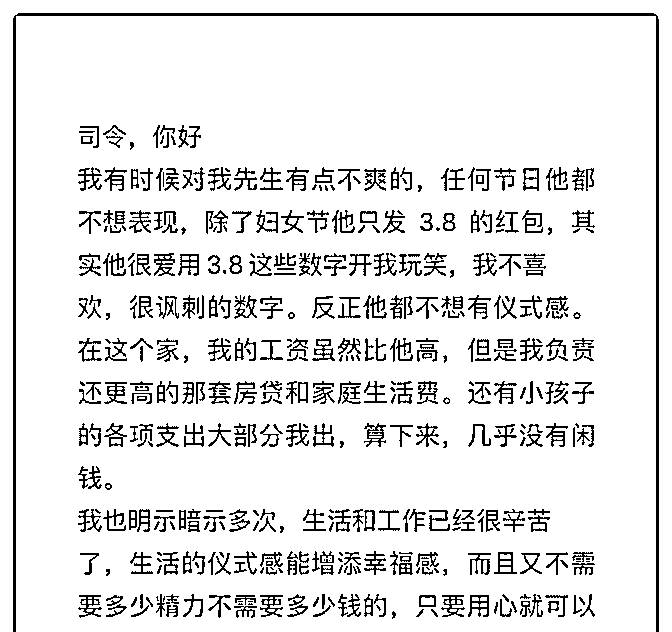 司令，你好
我有时候对我先生有点不爽的，任何节日他都
不想表现，除了妇女节他只发 3.8 的红包，其
实他很爱用 3.8 这些数字开我玩笑，我不喜
欢，很讽刺的数字。反正他都不想有仪式感。
在这个家，我的工资虽然比他高，但是我负责
还更高的那套房贷和家庭生活费。还有小孩子
的各项支出大部分我出，算下来，几乎没有闲
钱。
我也明示暗示多次，生活和工作已经很辛苦
了，生活的仪式感能增添幸福感，而且又不需
要多少精力不需要多少钱的，只要用心就可以